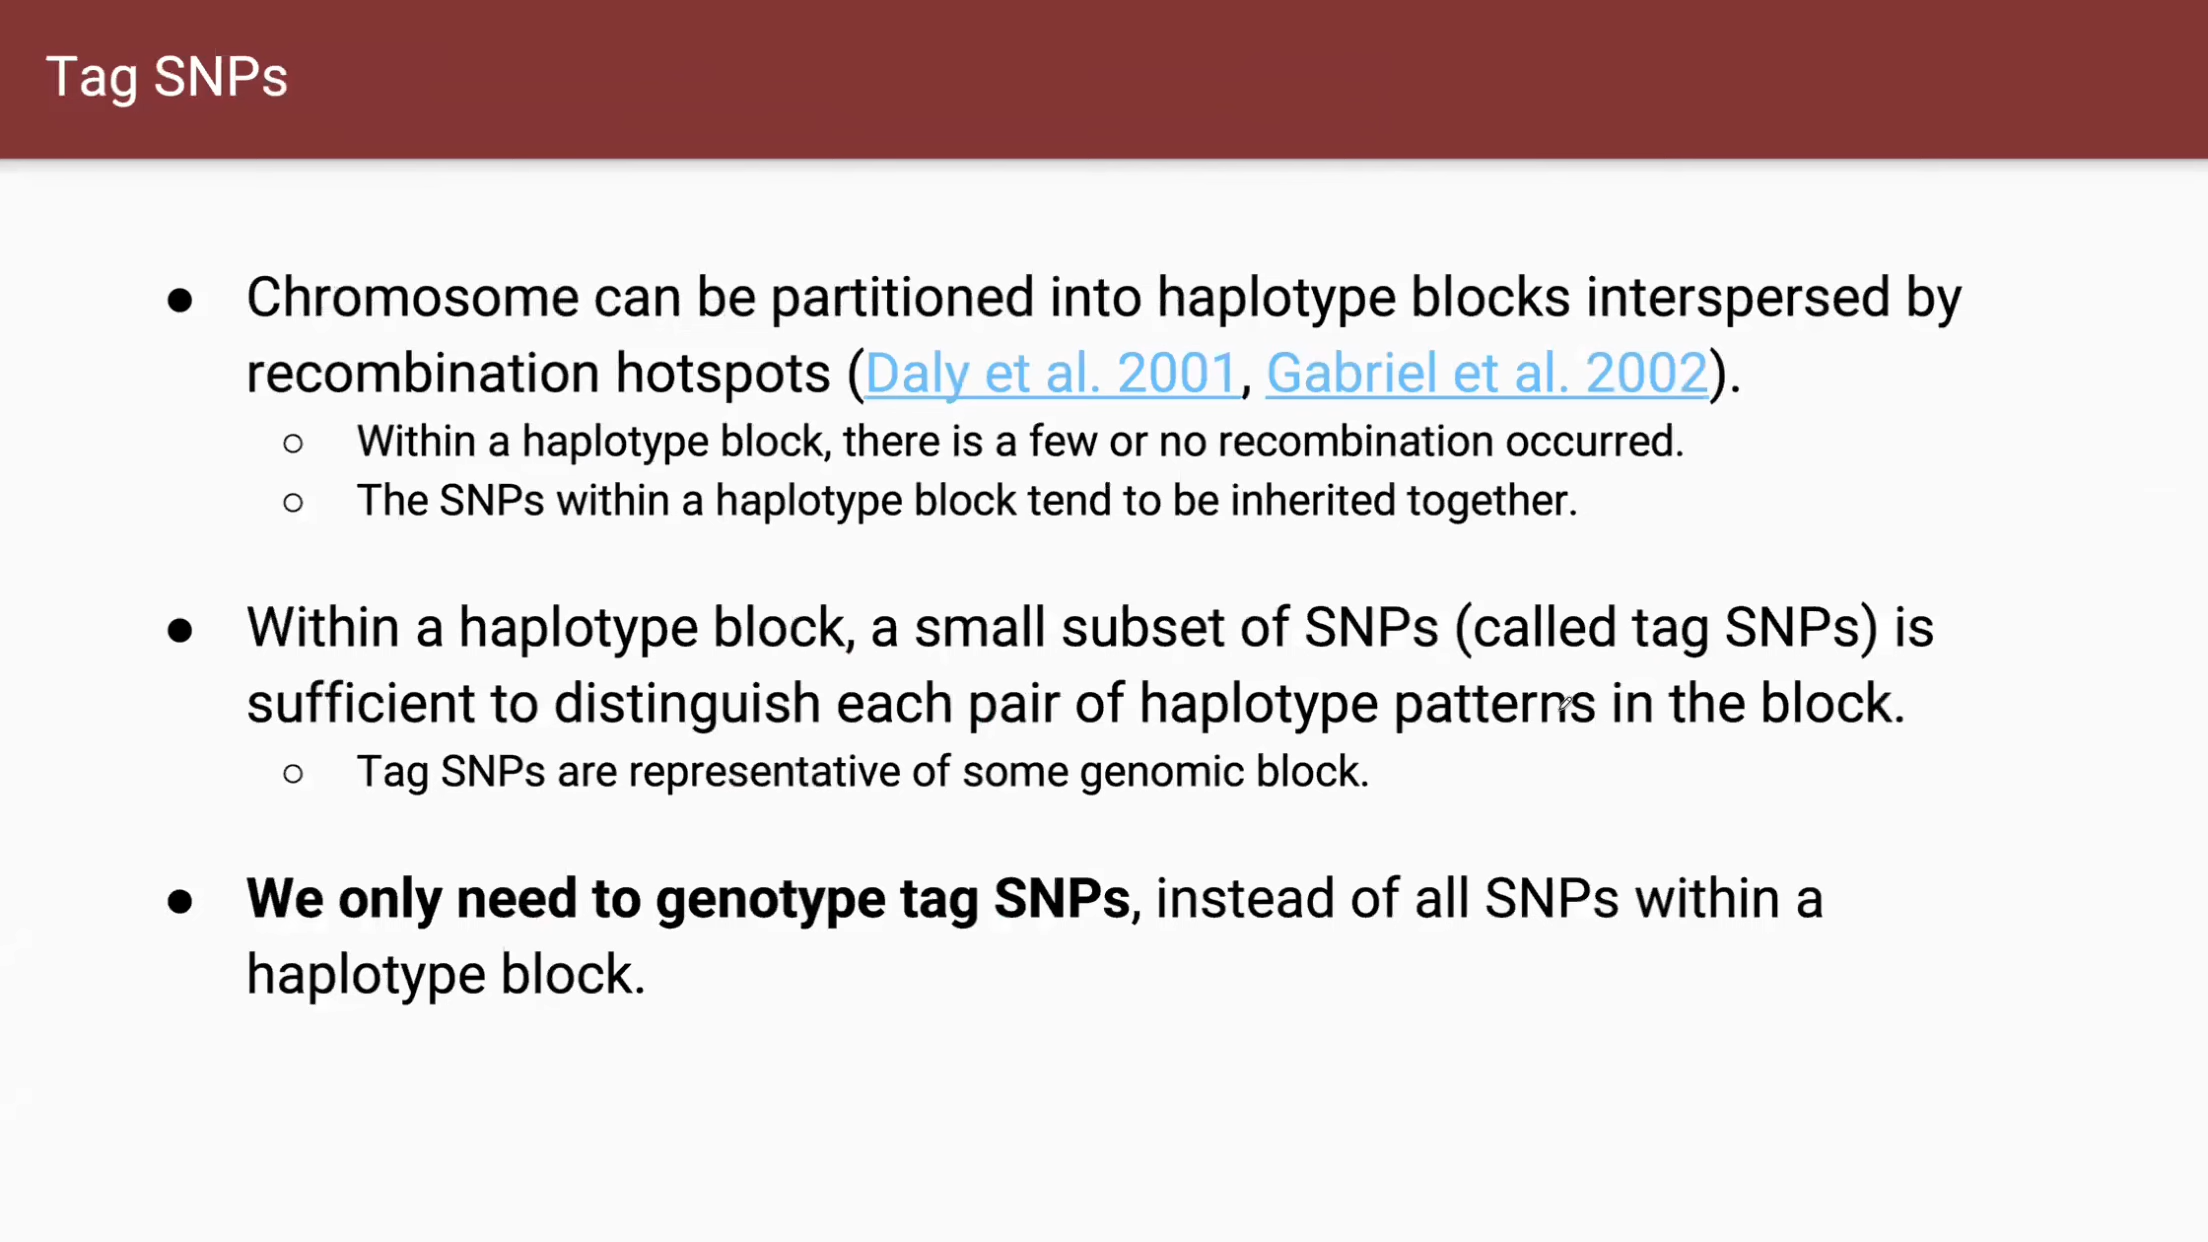 Tag SNPs
● Chromosome can be partitioned into haplotype blocks interspersed by
recombination hotspots (Daly et al. 2001, Gabriel et al. 2002).
○ Within a haplotype block, there is a few or no recombination occurred.
○ The SNPs within a haplotype block tend to be inherited together.
● Within a haplotype block, a small subset of SNPs (called tag SNPs) is
sufficient to distinguish each pair of haplotype patterns in the block.
○ Tag SNPs are representative of some genomic block.
● We only need to genotype tag SNPs, instead of all SNPs within a
haplotype block.